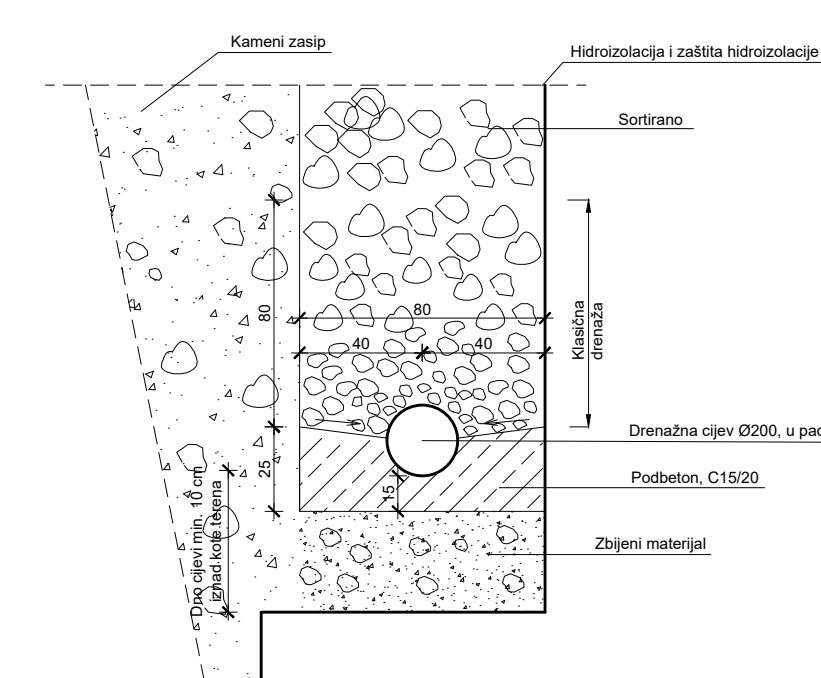 Kameni zasip
Hidroizolacija i zaštita hidroizolacije
Sortirano
80
80
40
40
Klasična
drenaža
Drenažna cijev Ø200, u
25
15
Podbeton, C15/20
Dno cijevi min. 10 cm
iznad kote terena
Zbijeni materijal